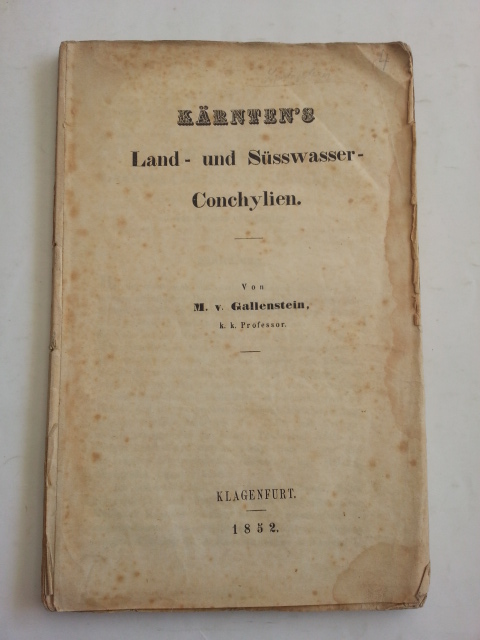 KÄRNTEN'S
Land- und Süsswasser-
Conchylien.
Von
M. v. Gallenstein,
k. k. Professor.
KLAGENFURT.
1852.